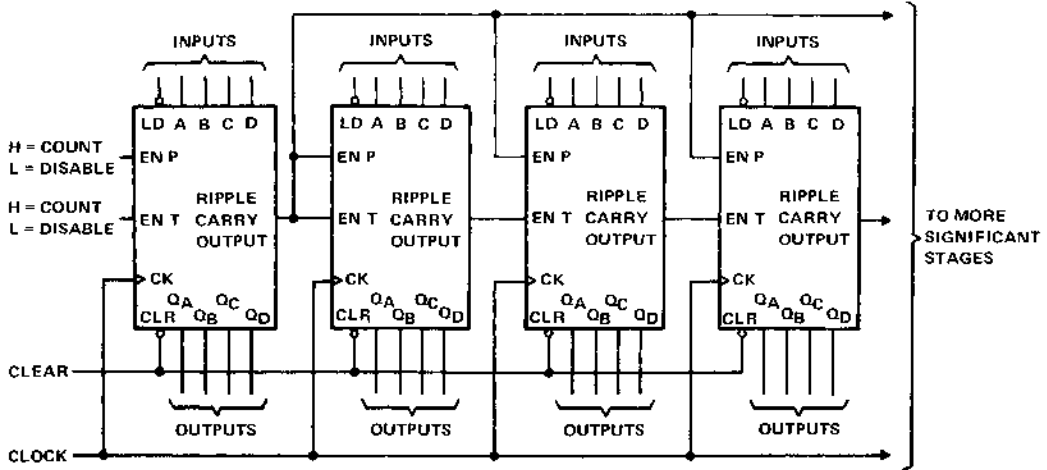 INPUTS
INPUTS
INPUTS
INPUTS
LD A B C D
LD A B C D
LD A B C D
LD A B C D
H = COUNT
L = DISABLE
EN P
EN P
EN P
EN P
H = COUNT
L = DISABLE
EN T
RIPPLE
CARRY
OUTPUT
EN T
RIPPLE
CARRY
OUTPUT
EN T
RIPPLE
CARRY
OUTPUT
EN T
RIPPLE
CARRY
OUTPUT
TO MORE
SIGNIFICANT
STAGES
CK
CK
CK
CK
CLR QA QB QC QD
CLR QA QB QC QD
CLR QA QB QC QD
CLR QA QB QC QD
CLEAR
OUTPUTS
OUTPUTS
OUTPUTS
OUTPUTS
CLOCK